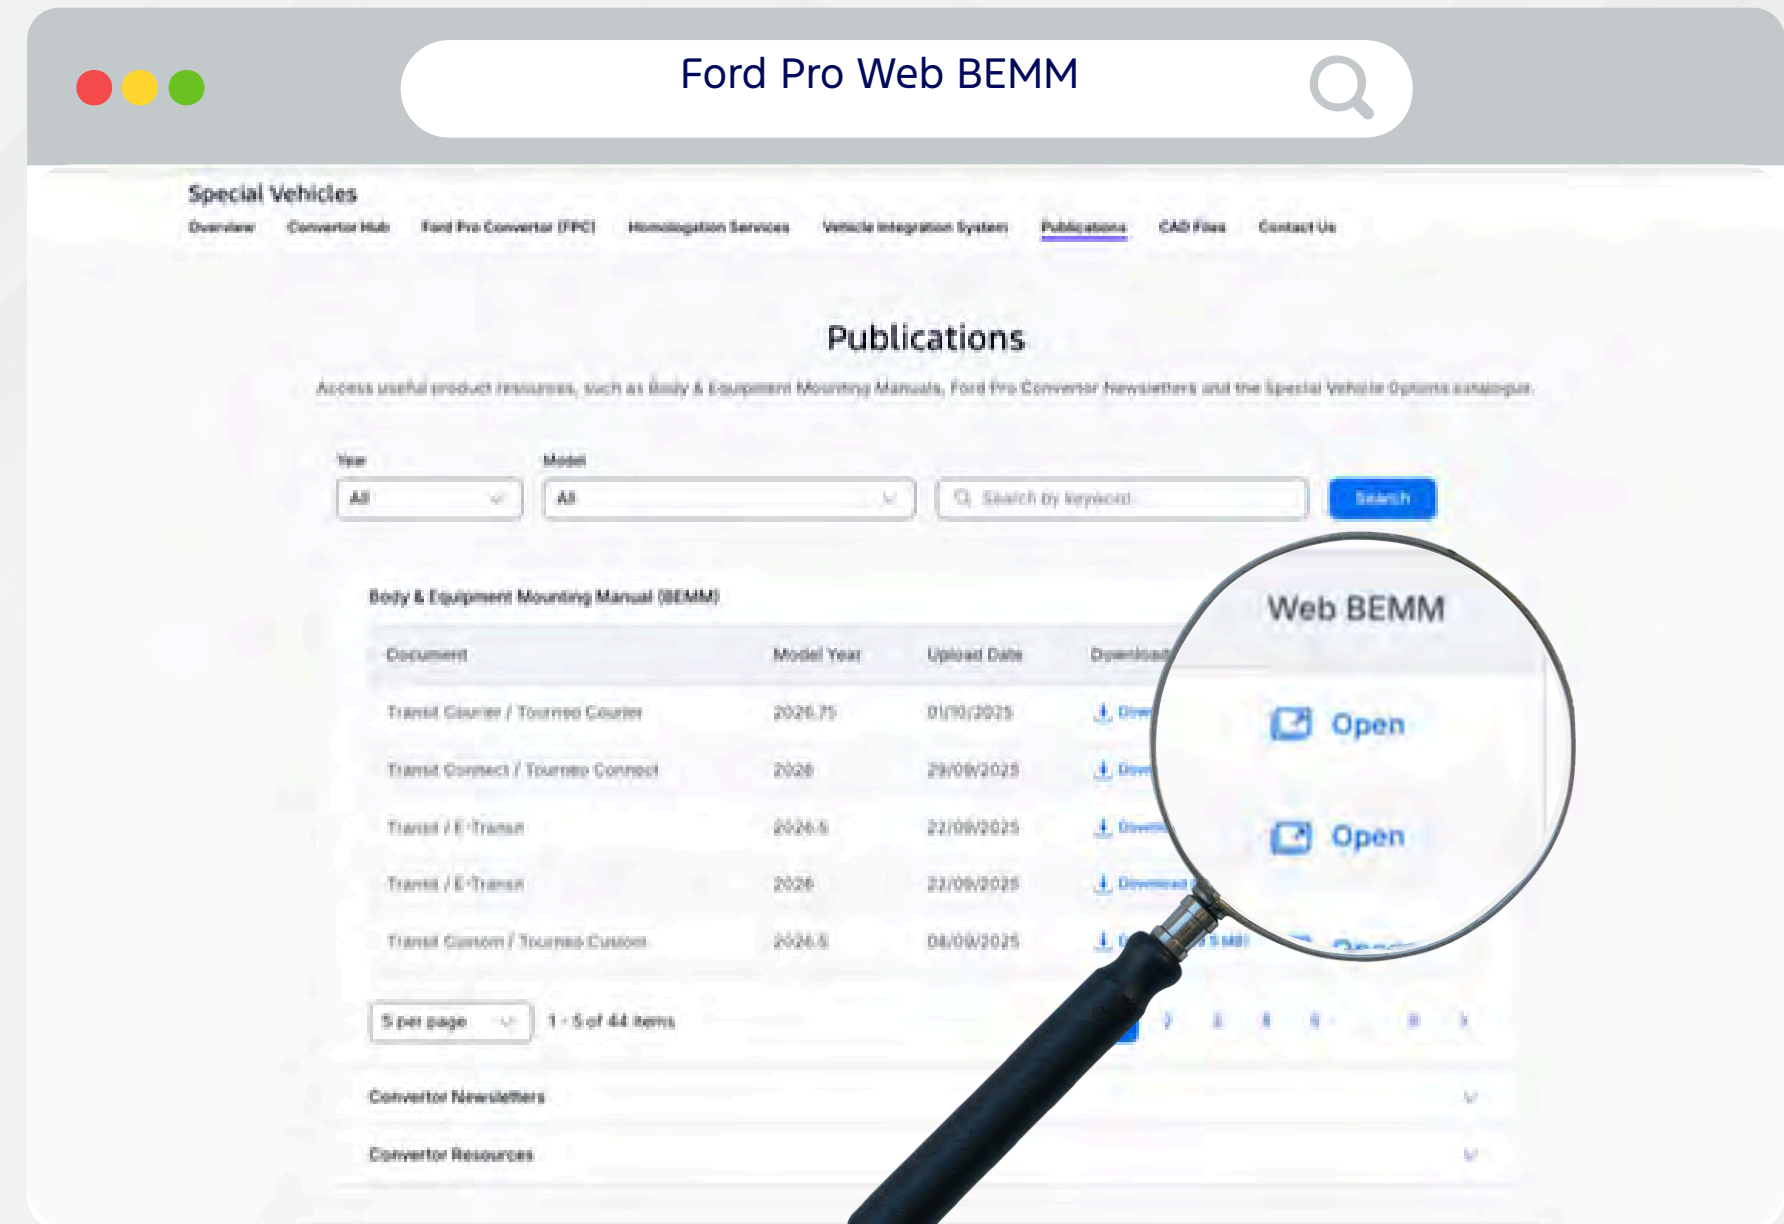 Ford Pro Web BEMM
Special Vehicles
Overview Convertor Hub Ford Pro Convertor (FPC) Homologation Services Vehicle Integration System Publications CAD Files Contact Us
Publications
Access useful product resources, such as Body & Equipment Mounting Manuals, Ford Pro Convertor Newsletters and the Special Vehicle Options catalogue.
Year Model
All All Search by keyword Search
Body & Equipment Mounting Manual (BEMM)
Document Model Year Upload Date Download Web BEMM
Transit Courier / Tourneo Courier 2026.75 01/10/2025 Open
Transit Connect / Tourneo Connect 2026 29/09/2025
Transit / E-Transit 2026.5 22/09/2025 Open
Transit / E-Transit 2026 22/09/2025 Download
Transit Custom / Tourneo Custom 2026.5 08/09/2025 MB) Open
5 per page 1 - 5 of 44 items 2
Convertor Newsletters
Convertor Resources